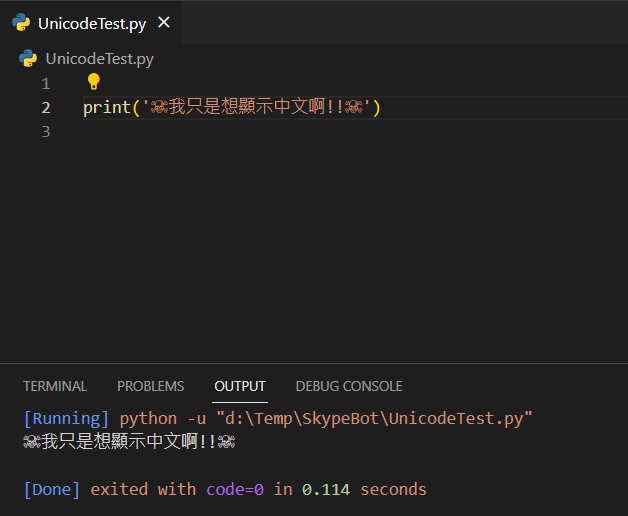 UnicodeTest.py
UnicodeTest.py
1
2 print('☠我只是想顯示中文啊!!☠')
3
TERMINAL PROBLEMS OUTPUT DEBUG CONSOLE
[Running] python -u "d:\Temp\SkypeBot\UnicodeTest.py"
☠我只是想顯示中文啊!!☠
[Done] exited with code=0 in 0.114 seconds